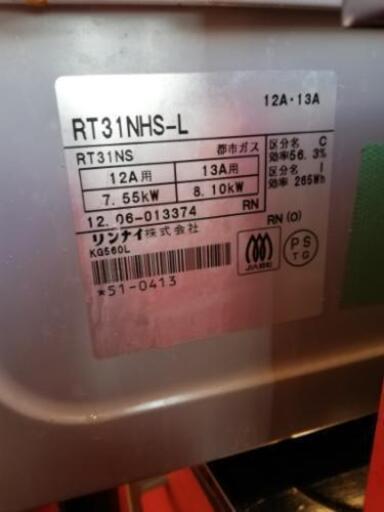 12A・13A
RT31NHS-L
RT31NS 都市ガス
12A用 13A用
7.55kW 8.10kW
区分名 C
効率56.3%
区分名 I
効率 265Wh
12.06-013374 RN
リンナイ株式会社
RN (O)
KG560L
*51-0413
JIA認証
PS
TG